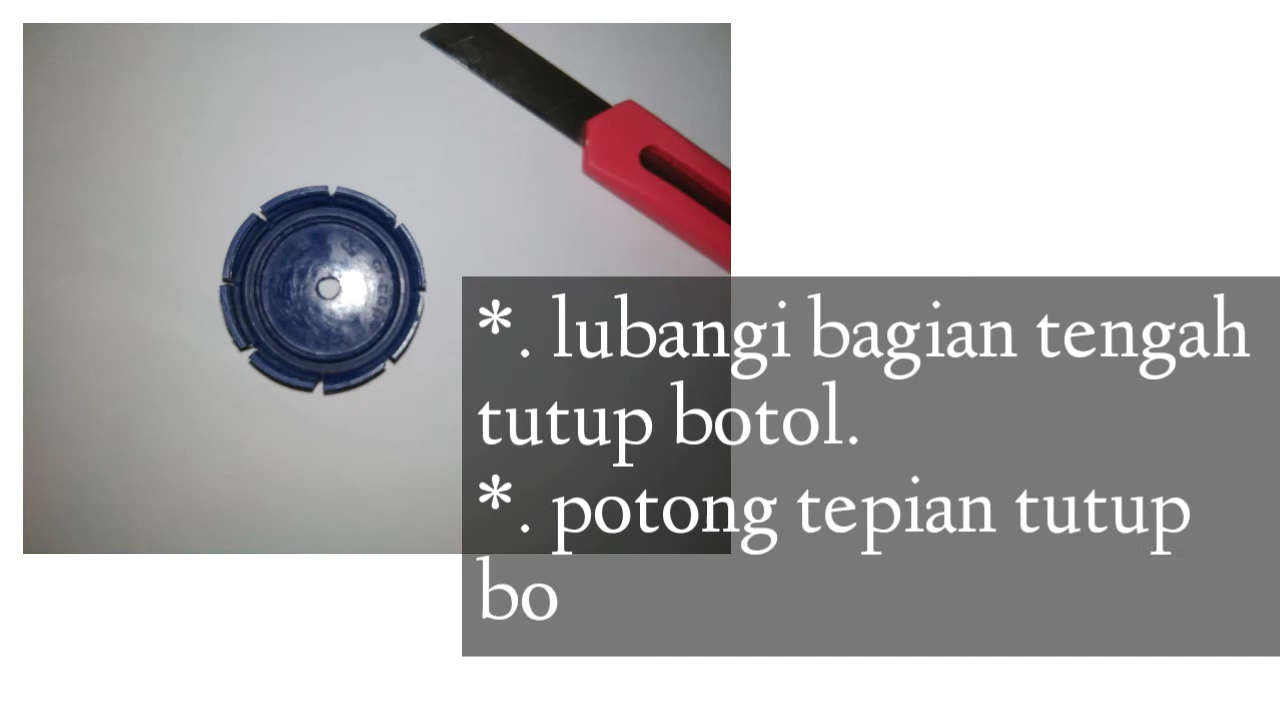 *. lubangi bagian tengah
tutup botol.
*. potong tepian tutup
bo